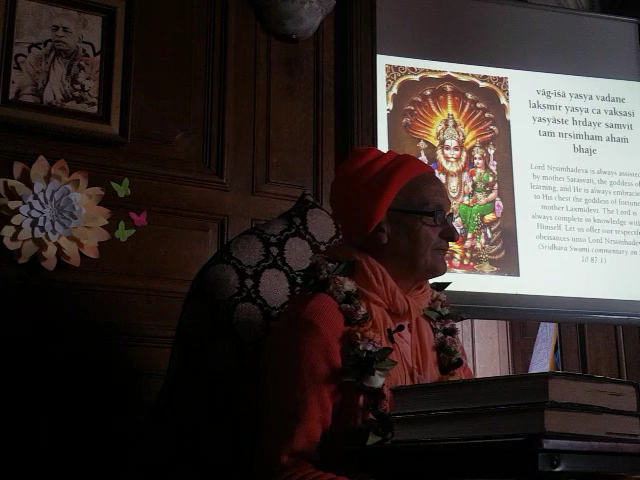 vāg-īśā yasya vadane
lakṣmīr yasya ca vakṣasi
yasyāste hṛdaye saṁvit
taṁ nṛsiṁham ahaṁ
bhaje
Lord Nrsimhadeva is always assisted
by mother Sarasvati, the goddess of
learning, and He is always embracing
to His chest the goddess of fortune
mother Laxmidevi. The Lord is
always complete in knowledge with
Himself. Let us offer our respectful
obeisances unto Lord Nrsimhadev
(Sridhara Swami commentary on
10.87.1)